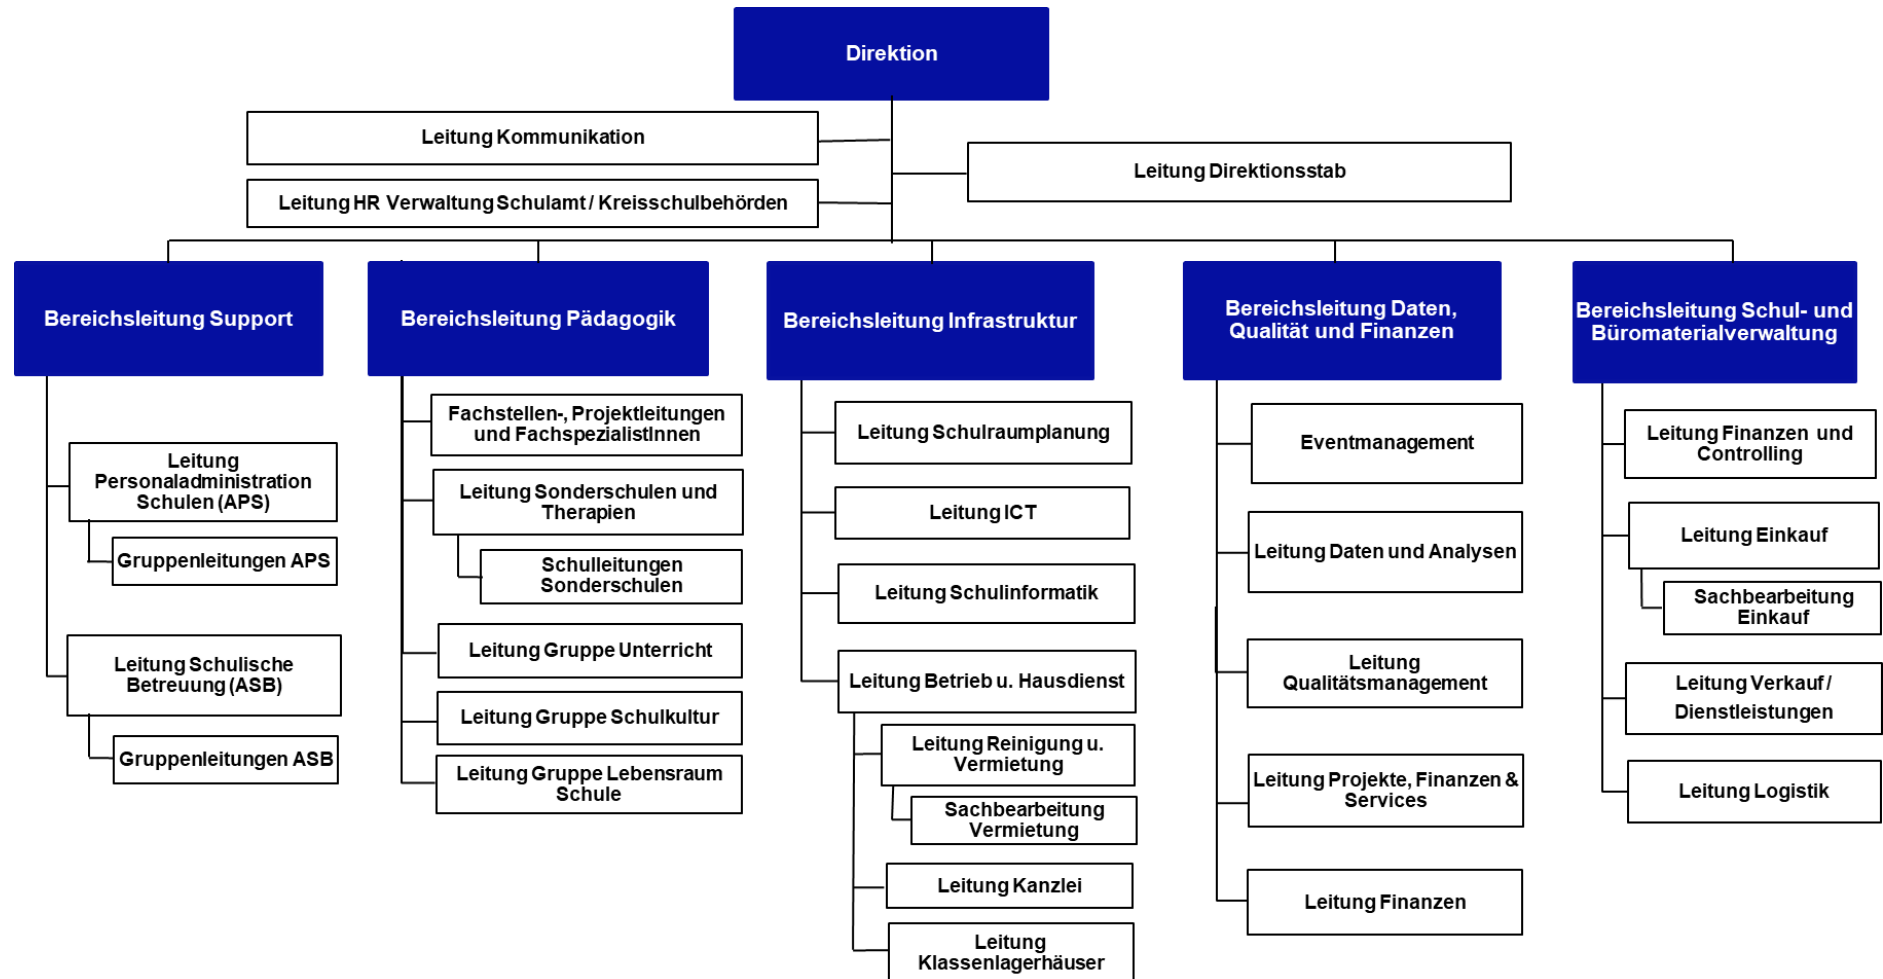 Direktion
Leitung Kommunikation
Leitung Direktionsstab
Leitung HR Verwaltung Schulamt / Kreisschulbehörden
Bereichsleitung Support
Leitung
Personaladministration
Schulen (APS)
Gruppenleitungen APS
Leitung Schulische
Betreuung (ASB)
Gruppenleitungen ASB
Bereichsleitung Pädagogik
Fachstellen-, Projektleitungen
und FachspezialistInnen
Leitung Sonderschulen und
Therapien
Schulleitungen
Sonderschulen
Leitung Gruppe Unterricht
Leitung Gruppe Schulkultur
Leitung Gruppe Lebensraum
Schule
Bereichsleitung Infrastruktur
Leitung Schulraumplanung
Leitung ICT
Leitung Schulinformatik
Leitung Betrieb u. Hausdienst
Leitung Reinigung u.
Vermietung
Sachbearbeitung
Vermietung
Leitung Kanzlei
Leitung
Klassenlagerhäuser
Bereichsleitung Daten,
Qualität und Finanzen
Eventmanagement
Leitung Daten und Analysen
Leitung
Qualitätsmanagement
Leitung Projekte, Finanzen &
Services
Leitung Finanzen
Bereichsleitung Schul- und
Büromaterialverwaltung
Leitung Finanzen und
Controlling
Leitung Einkauf
Sachbearbeitung
Einkauf
Leitung Verkauf /
Dienstleistungen
Leitung Logistik